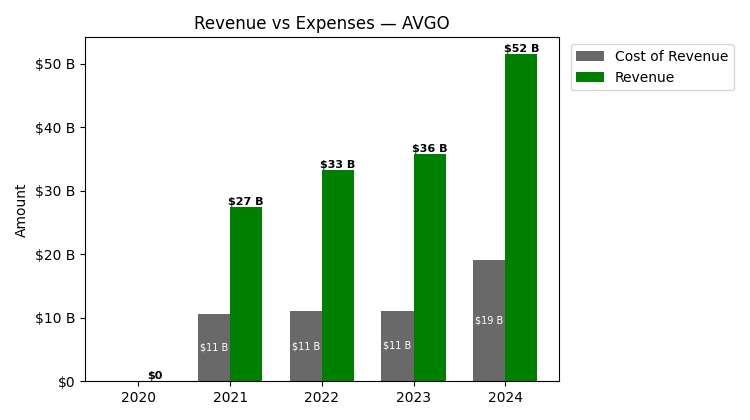 Revenue vs Expenses — AVGO
Cost of Revenue
Revenue
Amount
$50 B
$40 B
$30 B
$20 B
$10 B
$0
$0
$11 B
$27 B
$11 B
$33 B
$11 B
$36 B
$19 B
$52 B
2020
2021
2022
2023
2024